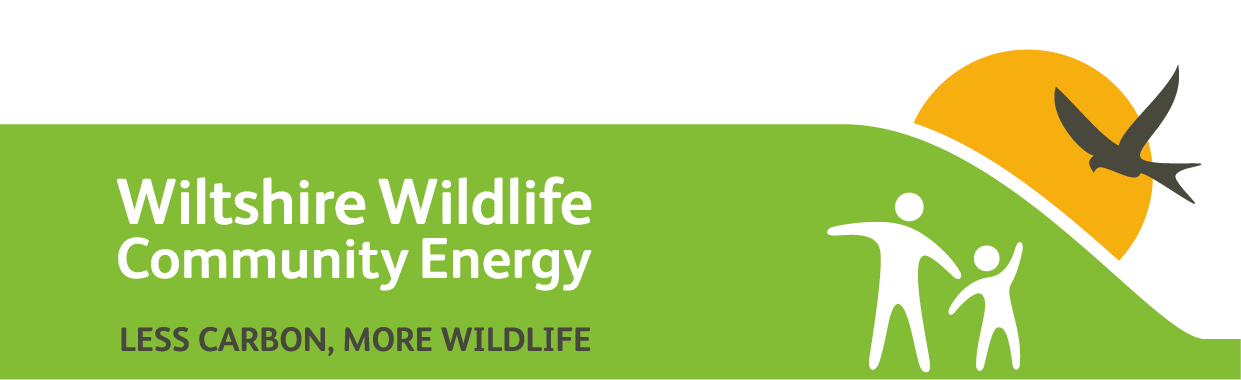 Wiltshire Wildlife
Community Energy
LESS CARBON, MORE WILDLIFE